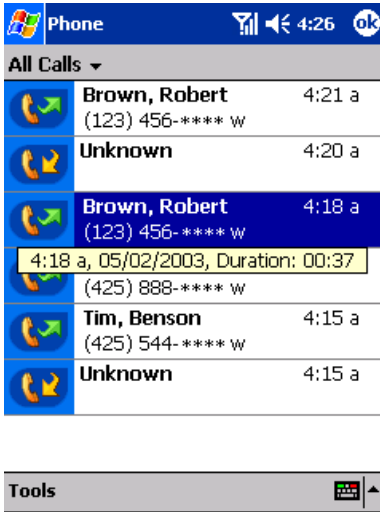 Phone 4:26 ok
All Calls
Brown, Robert 4:21 a
(123) 456-**** w
Unknown 4:20 a
Brown, Robert 4:18 a
(123) 456-**** w
4:18 a, 05/02/2003, Duration: 00:37
(425) 888-**** w
Tim, Benson 4:15 a
(425) 544-**** w
Unknown 4:15 a
Tools